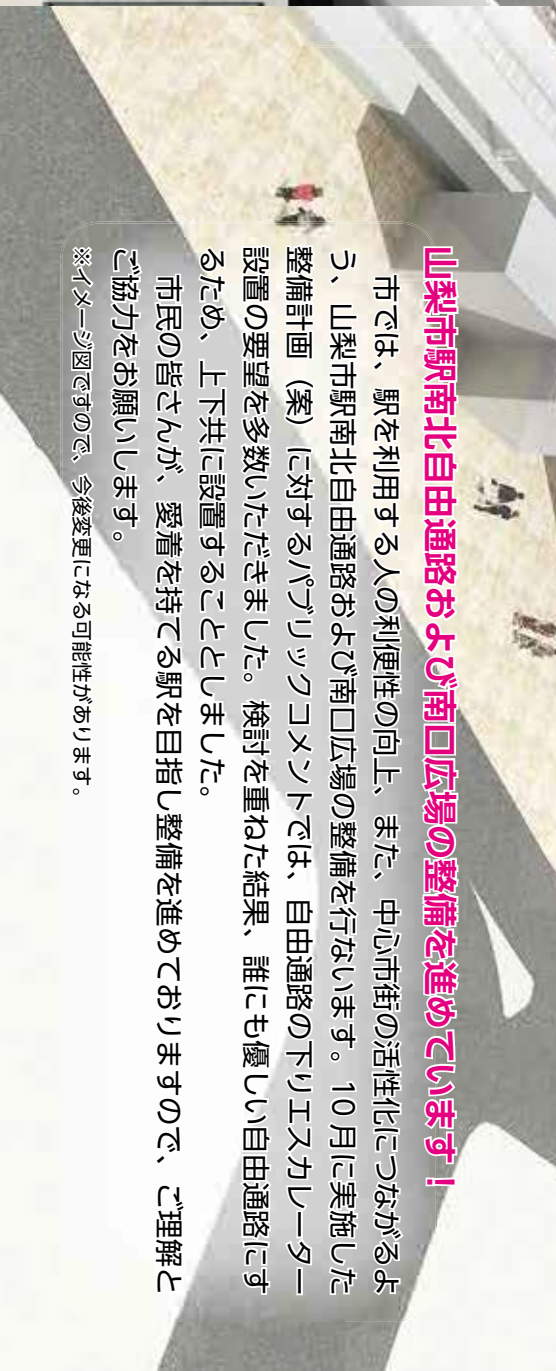 山梨市駅南北自由通路および南口広場の整備を進めています！
市では、駅を利用する人の利便性の向上、また、中心市街の活性化につながるよ
う、山梨市駅南北自由通路および南口広場の整備を行ないます。10月に実施した
整備計画（案）に対するパブリックコメントでは、自由通路の下りエスカレーター
設置の要望を多数いただきました。検討を重ねた結果、誰にも優しい自由通路にす
るため、上下共に設置することとしました。
市民の皆さんが、愛着を持てる駅を目指し整備を進めておりますので、ご理解と
ご協力をお願いします。
※イメージ図ですので、今後変更になる可能性があります。